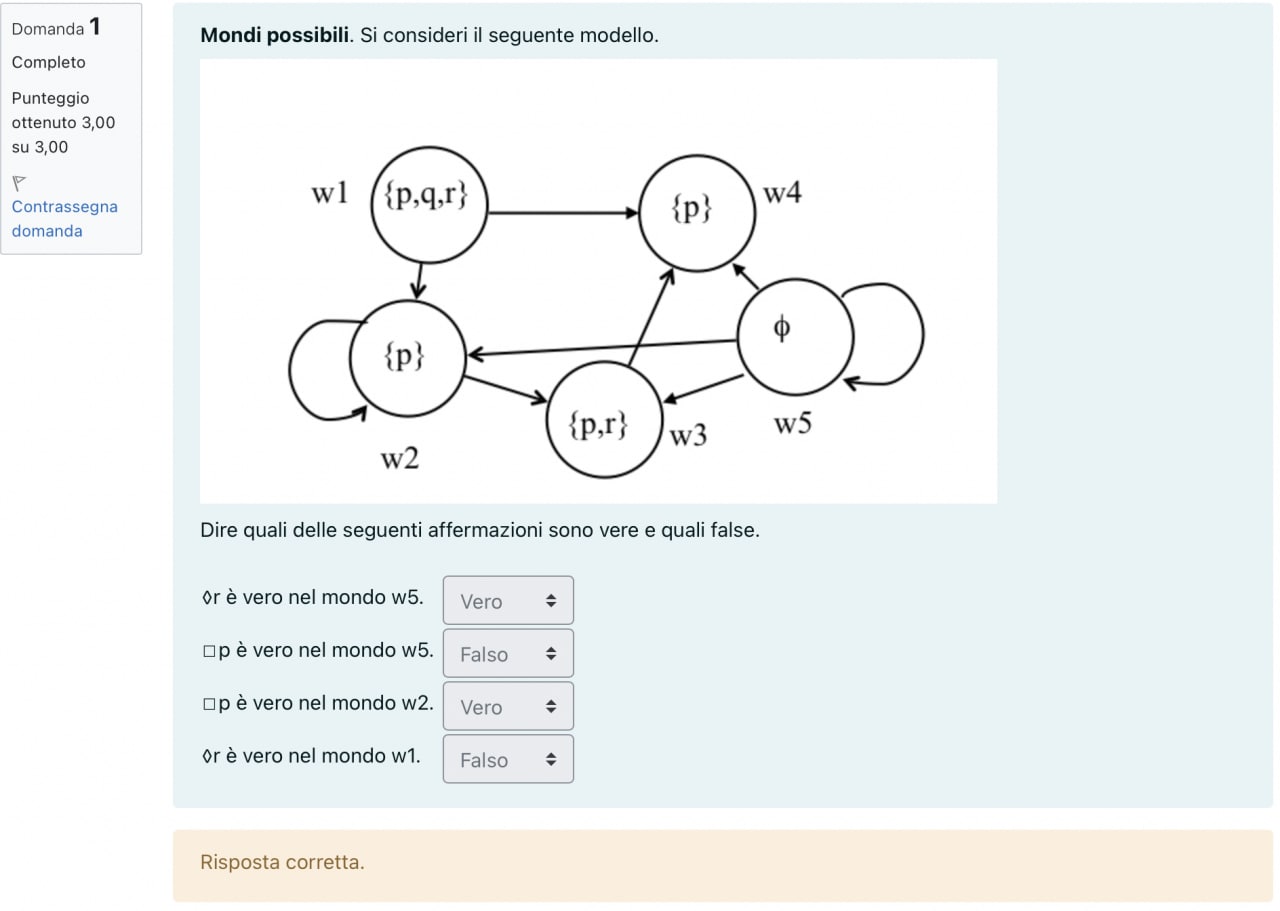 Domanda 1
Completo
Punteggio
ottenuto 3,00
su 3,00
Contrassegna
domanda
Mondi possibili. Si consideri il seguente modello.
w1
{p,q,r}
{p}
w4
{p}
w2
{p,r}
w3
ϕ
w5
Dire quali delle seguenti affermazioni sono vere e quali false.
◊r è vero nel mondo w5. Vero
□p è vero nel mondo w5. Falso
□p è vero nel mondo w2. Vero
◊r è vero nel mondo w1. Falso
Risposta corretta.